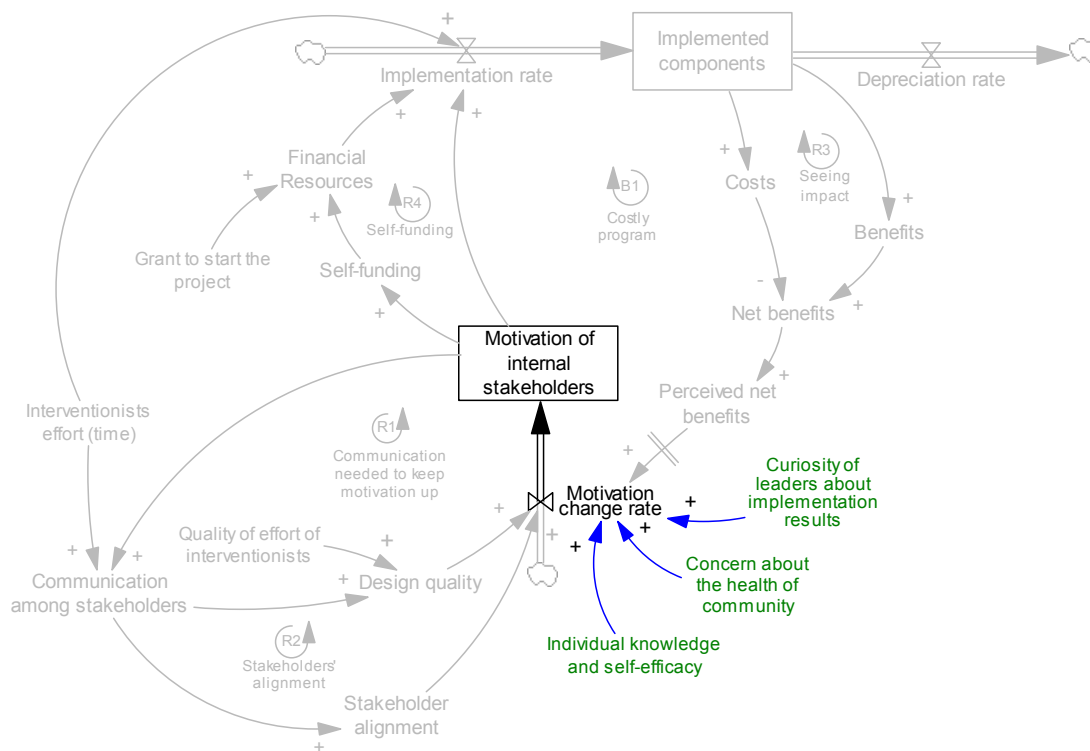 +
Implementation rate
Implemented
components
Depreciation rate
+
+
+
Financial
Resources
+
+
R4
Self-funding
B1
Costly
program
+
Costs
R3
Seeing
impact
+
Benefits
Grant to start the
project
Self-funding
+
-
Net benefits
+
Motivation of
internal
stakeholders
+
Perceived net
benefits
Interventionists
effort (time)
R1
Communication
needed to keep
motivation up
+
Motivation
change rate
+
+
+
Curiosity of
leaders about
implementation
results
+
+
Quality of effort of
interventionists
+
+
+
Communication
among stakeholders
+
Design quality
Concern about
the health of
community
R2
Stakeholders'
alignment
Individual knowledge
and self-efficacy
Stakeholder
alignment
+